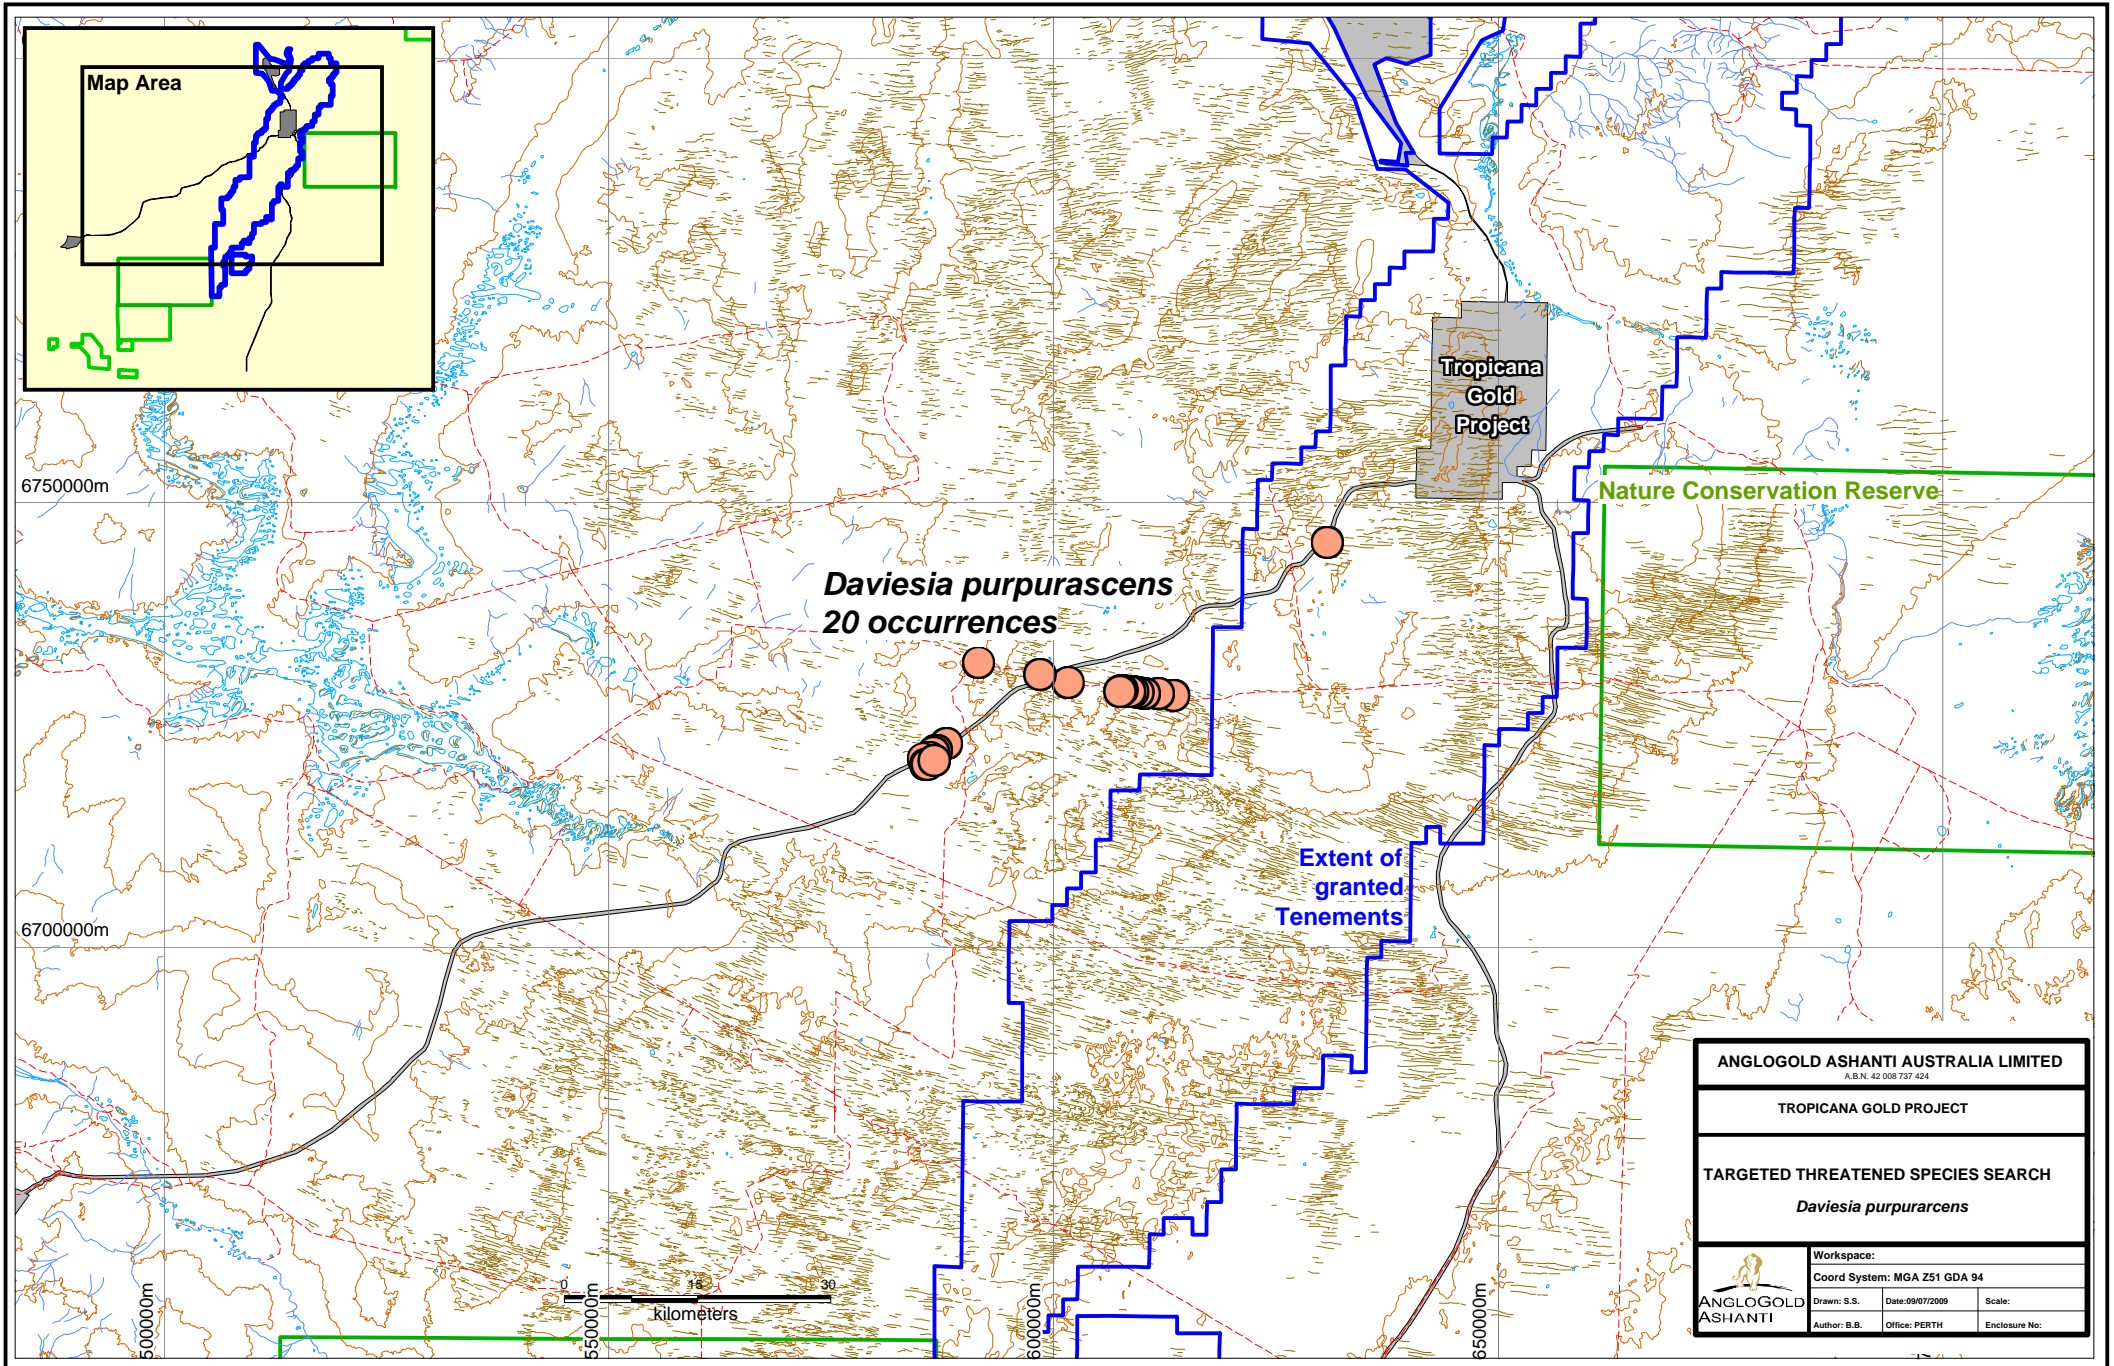 Map Area
Tropicana
Gold
Project
6750000m
Nature Conservation Reserve
Daviesia purpurascens
20 occurrences
Extent of
granted
Tenements
6700000m
0 15 30
kilometers
500000m
550000m
600000m
650000m
ANGLOGOLD ASHANTI AUSTRALIA LIMITED
A.B.N. 42 008 737 424
TROPICANA GOLD PROJECT
TARGETED THREATENED SPECIES SEARCH
Daviesia purpurarcens
ANGLOGOLD
ASHANTI
Workspace:
Coord System: MGA Z51 GDA 94
Drawn: S.S. Date:09/07/2009 Scale:
Author: B.B. Office: PERTH Enclosure No: